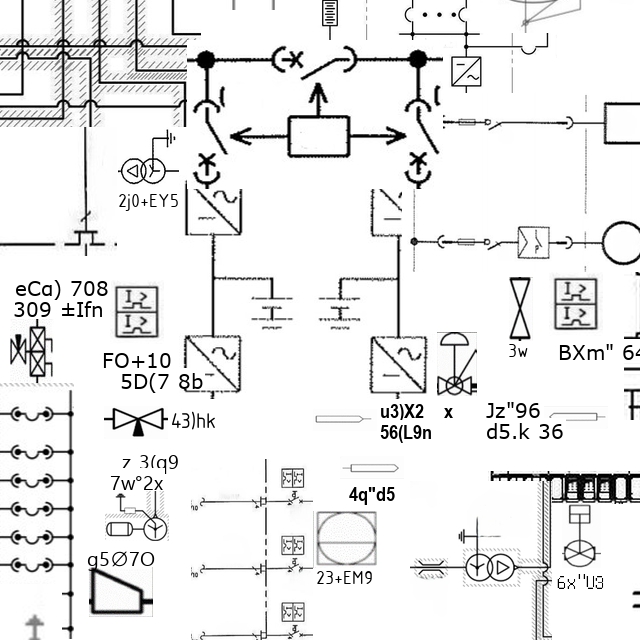 2j0+EY5
eCa) 708
309 ±Ifn
3w
BXm" 64
FO+10
5D(7 8b
43)hk
u3)X2
56(L9n
x
Jz"96
d5.k 36
z 3(q9
7w°2x
4q"d5
q5Ø7O
23+EM9
6x"U3